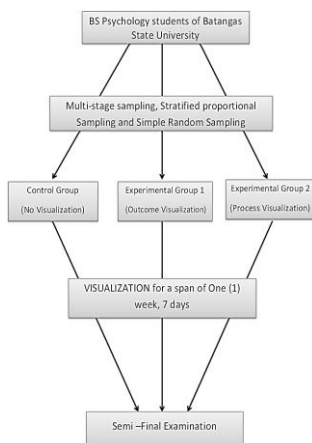 BS Psychology students of Batangas
State University
Multi-stage sampling, Stratified proportional
Sampling and Simple Random Sampling
Control Group
(No Visualization)
Experimental Group 1
(Outcome Visualization)
Experimental Group 2
(Process Visualization)
VISUALIZATION for a span of One (1)
week, 7 days
Semi –Final Examination